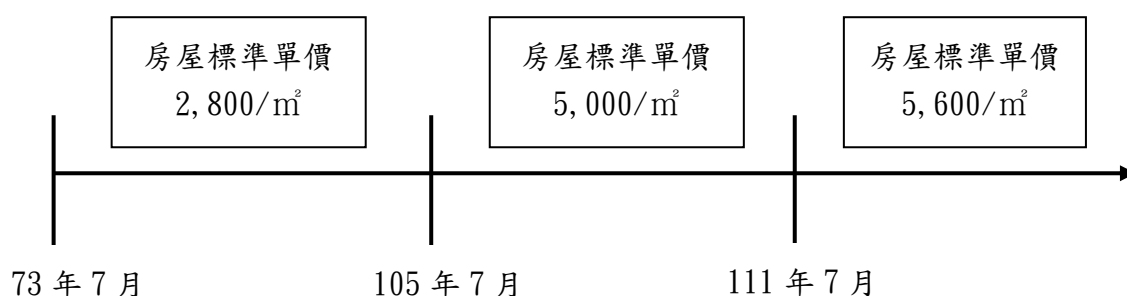 房屋標準單價
2,800/㎡
房屋標準單價
5,000/㎡
房屋標準單價
5,600/㎡
73 年 7 月
105 年 7 月
111 年 7 月